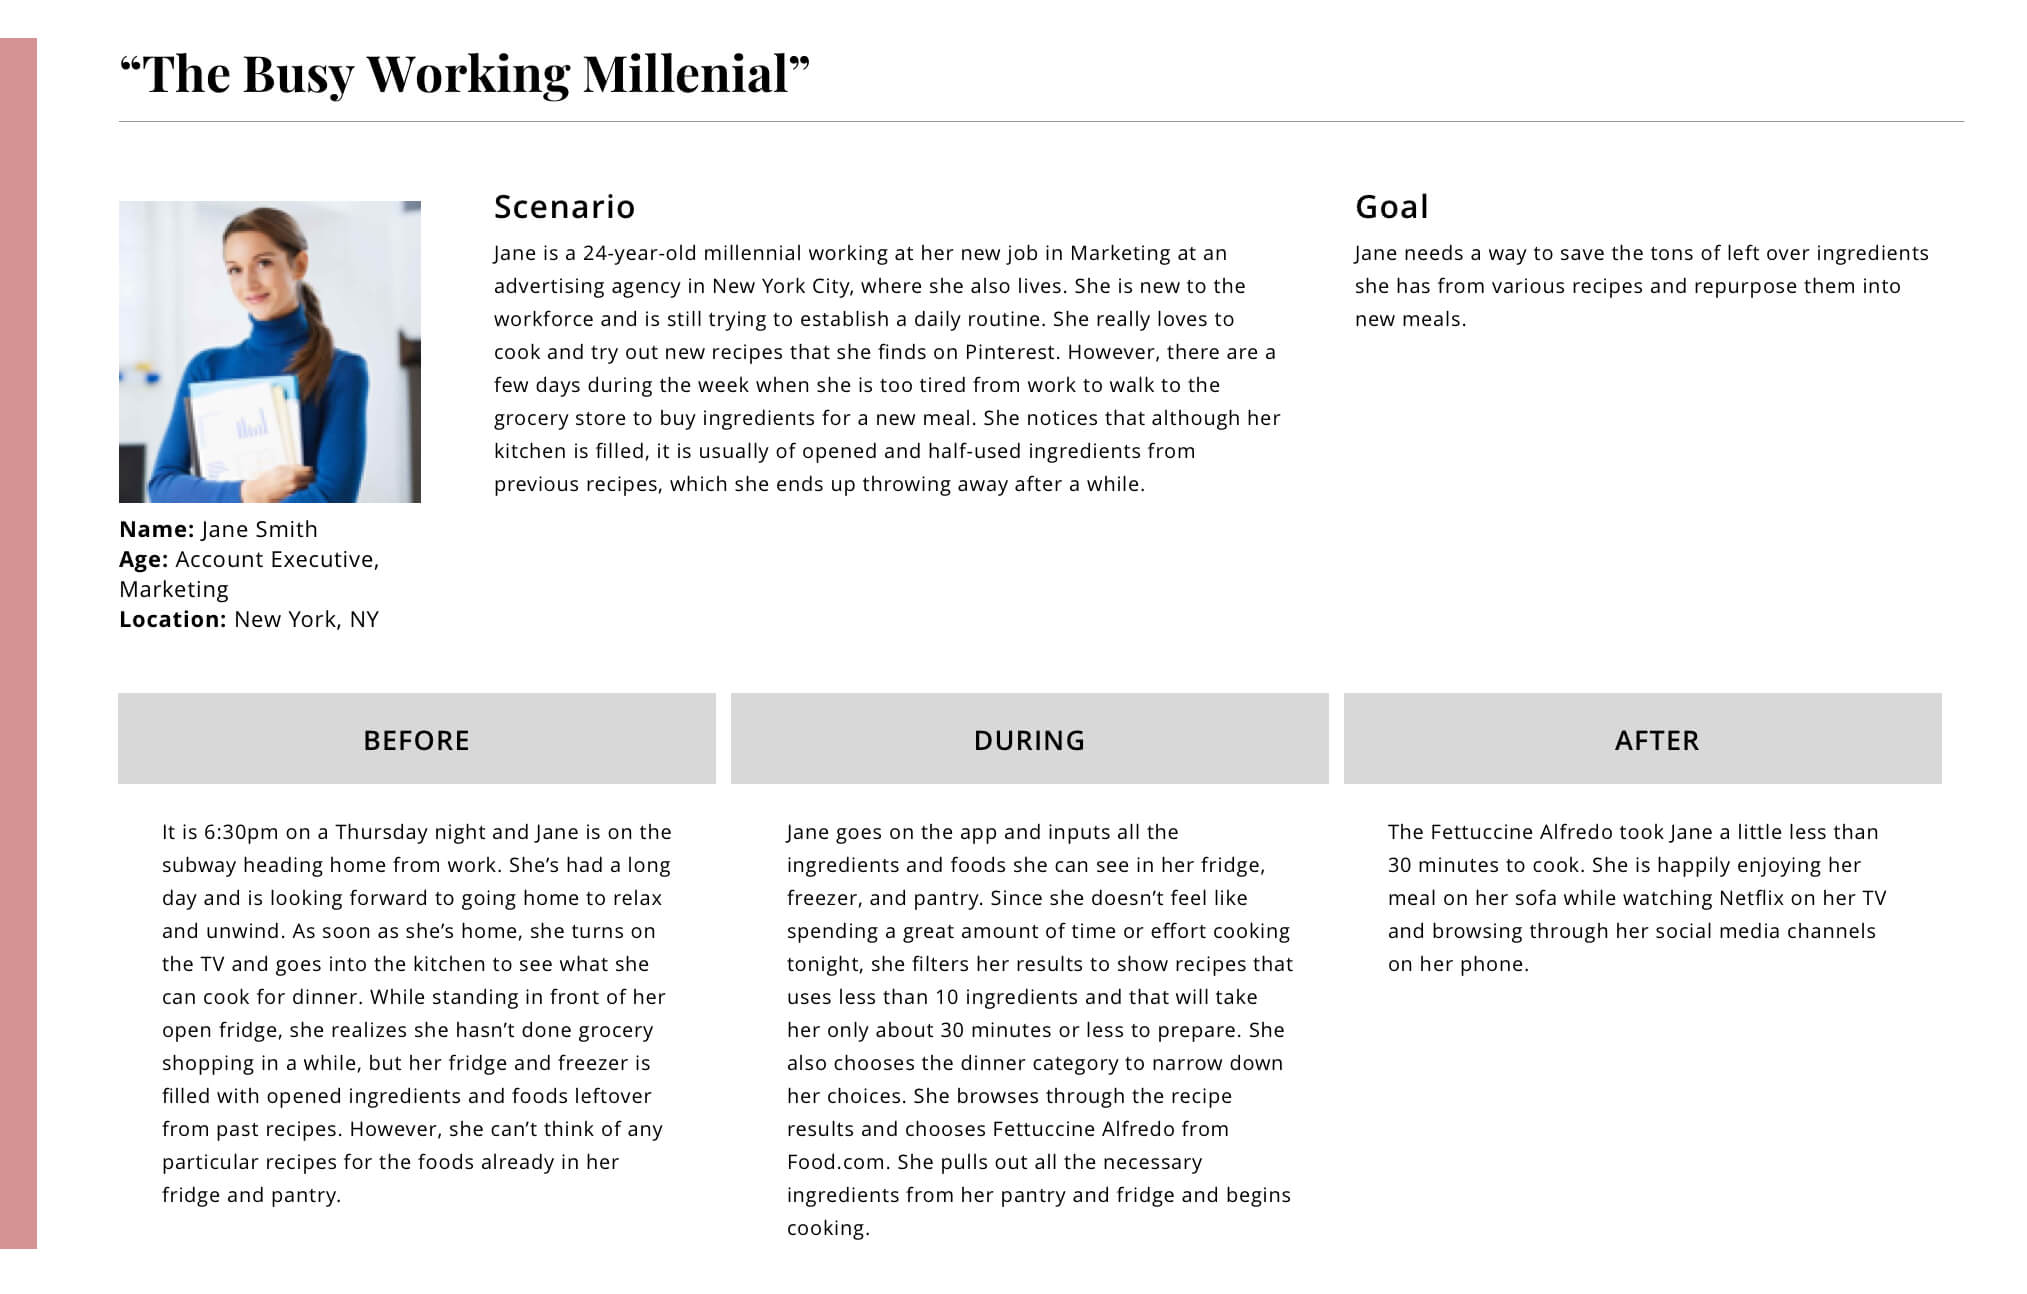 “The Busy Working Millenial”
Scenario
Jane is a 24-year-old millennial working at her new job in Marketing at an
advertising agency in New York City, where she also lives. She is new to the
workforce and is still trying to establish a daily routine. She really loves to
cook and try out new recipes that she finds on Pinterest. However, there are a
few days during the week when she is too tired from work to walk to the
grocery store to buy ingredients for a new meal. She notices that although her
kitchen is filled, it is usually of opened and half-used ingredients from
previous recipes, which she ends up throwing away after a while.
Goal
Jane needs a way to save the tons of left over ingredients
she has from various recipes and repurpose them into
new meals.
Name: Jane Smith
Age: Account Executive,
Marketing
Location: New York, NY
BEFORE
It is 6:30pm on a Thursday night and Jane is on the
subway heading home from work. She’s had a long
day and is looking forward to going home to relax
and unwind. As soon as she’s home, she turns on
the TV and goes into the kitchen to see what she
can cook for dinner. While standing in front of her
open fridge, she realizes she hasn’t done grocery
shopping in a while, but her fridge and freezer is
filled with opened ingredients and foods leftover
from past recipes. However, she can’t think of any
particular recipes for the foods already in her
fridge and pantry.
DURING
Jane goes on the app and inputs all the
ingredients and foods she can see in her fridge,
freezer, and pantry. Since she doesn’t feel like
spending a great amount of time or effort cooking
tonight, she filters her results to show recipes that
uses less than 10 ingredients and that will take
her only about 30 minutes or less to prepare. She
also chooses the dinner category to narrow down
her choices. She browses through the recipe
results and chooses Fettuccine Alfredo from
Food.com. She pulls out all the necessary
ingredients from her pantry and fridge and begins
cooking.
AFTER
The Fettuccine Alfredo took Jane a little less than
30 minutes to cook. She is happily enjoying her
meal on her sofa while watching Netflix on her TV
and browsing through her social media channels
on her phone.